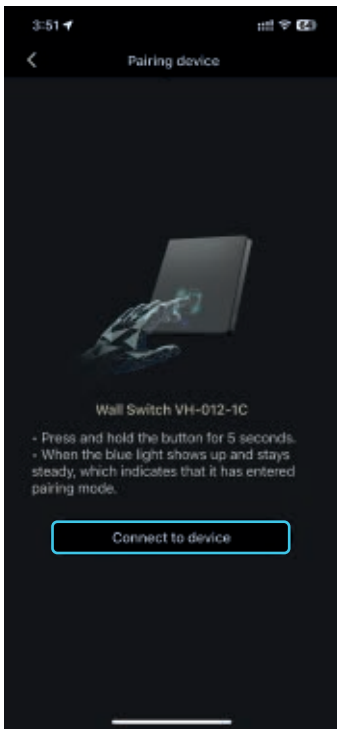 3:51
64
Pairing device
Wall Switch VH-012-1C
- Press and hold the button for 5 seconds.
- When the blue light shows up and stays
steady, which indicates that it has entered
pairing mode.
Connect to device